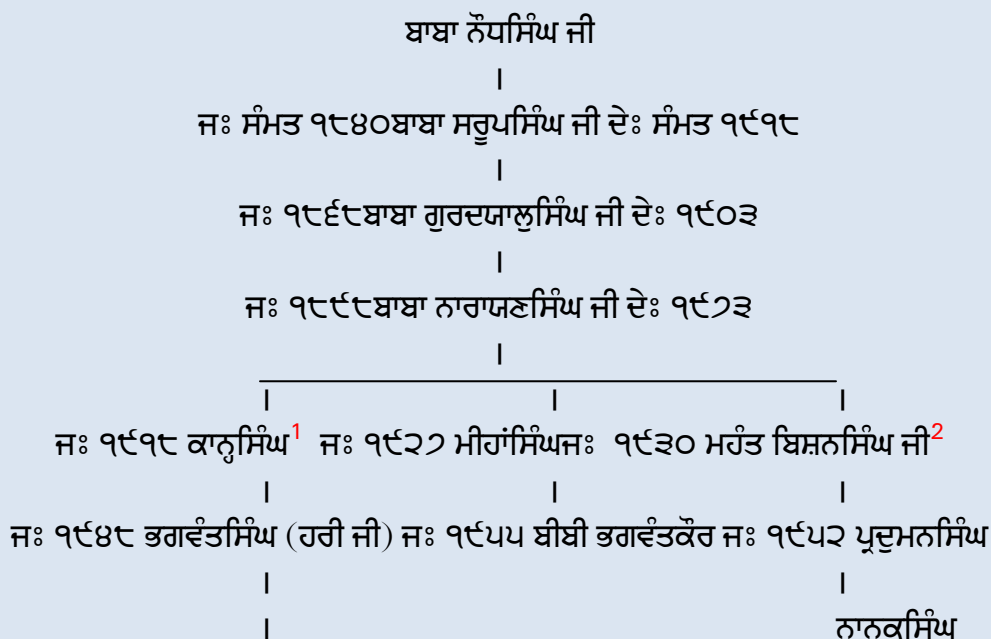 ਬਾਬਾ ਨੌਧਸਿੰਘ ਜੀ
।
ਜਃ ਸੰਮਤ ੧੮੪੦ਬਾਬਾ ਸਰੂਪਸਿੰਘ ਜੀ ਦੇਃ ਸੰਮਤ ੧੯੧੮
।
ਜਃ ੧੮੬੮ਬਾਬਾ ਗੁਰਦਯਾਲੁਸਿੰਘ ਜੀ ਦੇਃ ੧੯੦੩
।
ਜਃ ੧੮੯੮ਬਾਬਾ ਨਾਰਾਯਣਸਿੰਘ ਜੀ ਦੇਃ ੧੯੭੩
।
। । ।
ਜਃ ੧੯੧੮ ਕਾਨ੍ਹਸਿੰਘ1 ਜਃ ੧੯੨੭ ਮੀਹਾਂਸਿੰਘਜਃ ੧੯੩੦ ਮਹੰਤ ਬਿਸ਼ਨਸਿੰਘ ਜੀ2
। । ।
ਜਃ ੧੯੪੮ ਭਗਵੰਤਸਿੰਘ (ਹਰੀ ਜੀ) ਜਃ ੧੯੫੫ ਬੀਬੀ ਭਗਵੰਤਕੌਰ ਜਃ ੧੯੫੨ ਪ੍ਰਦੁਮਨਸਿੰਘ
। ।
। ਨਾਨਕਸਿੰਘ